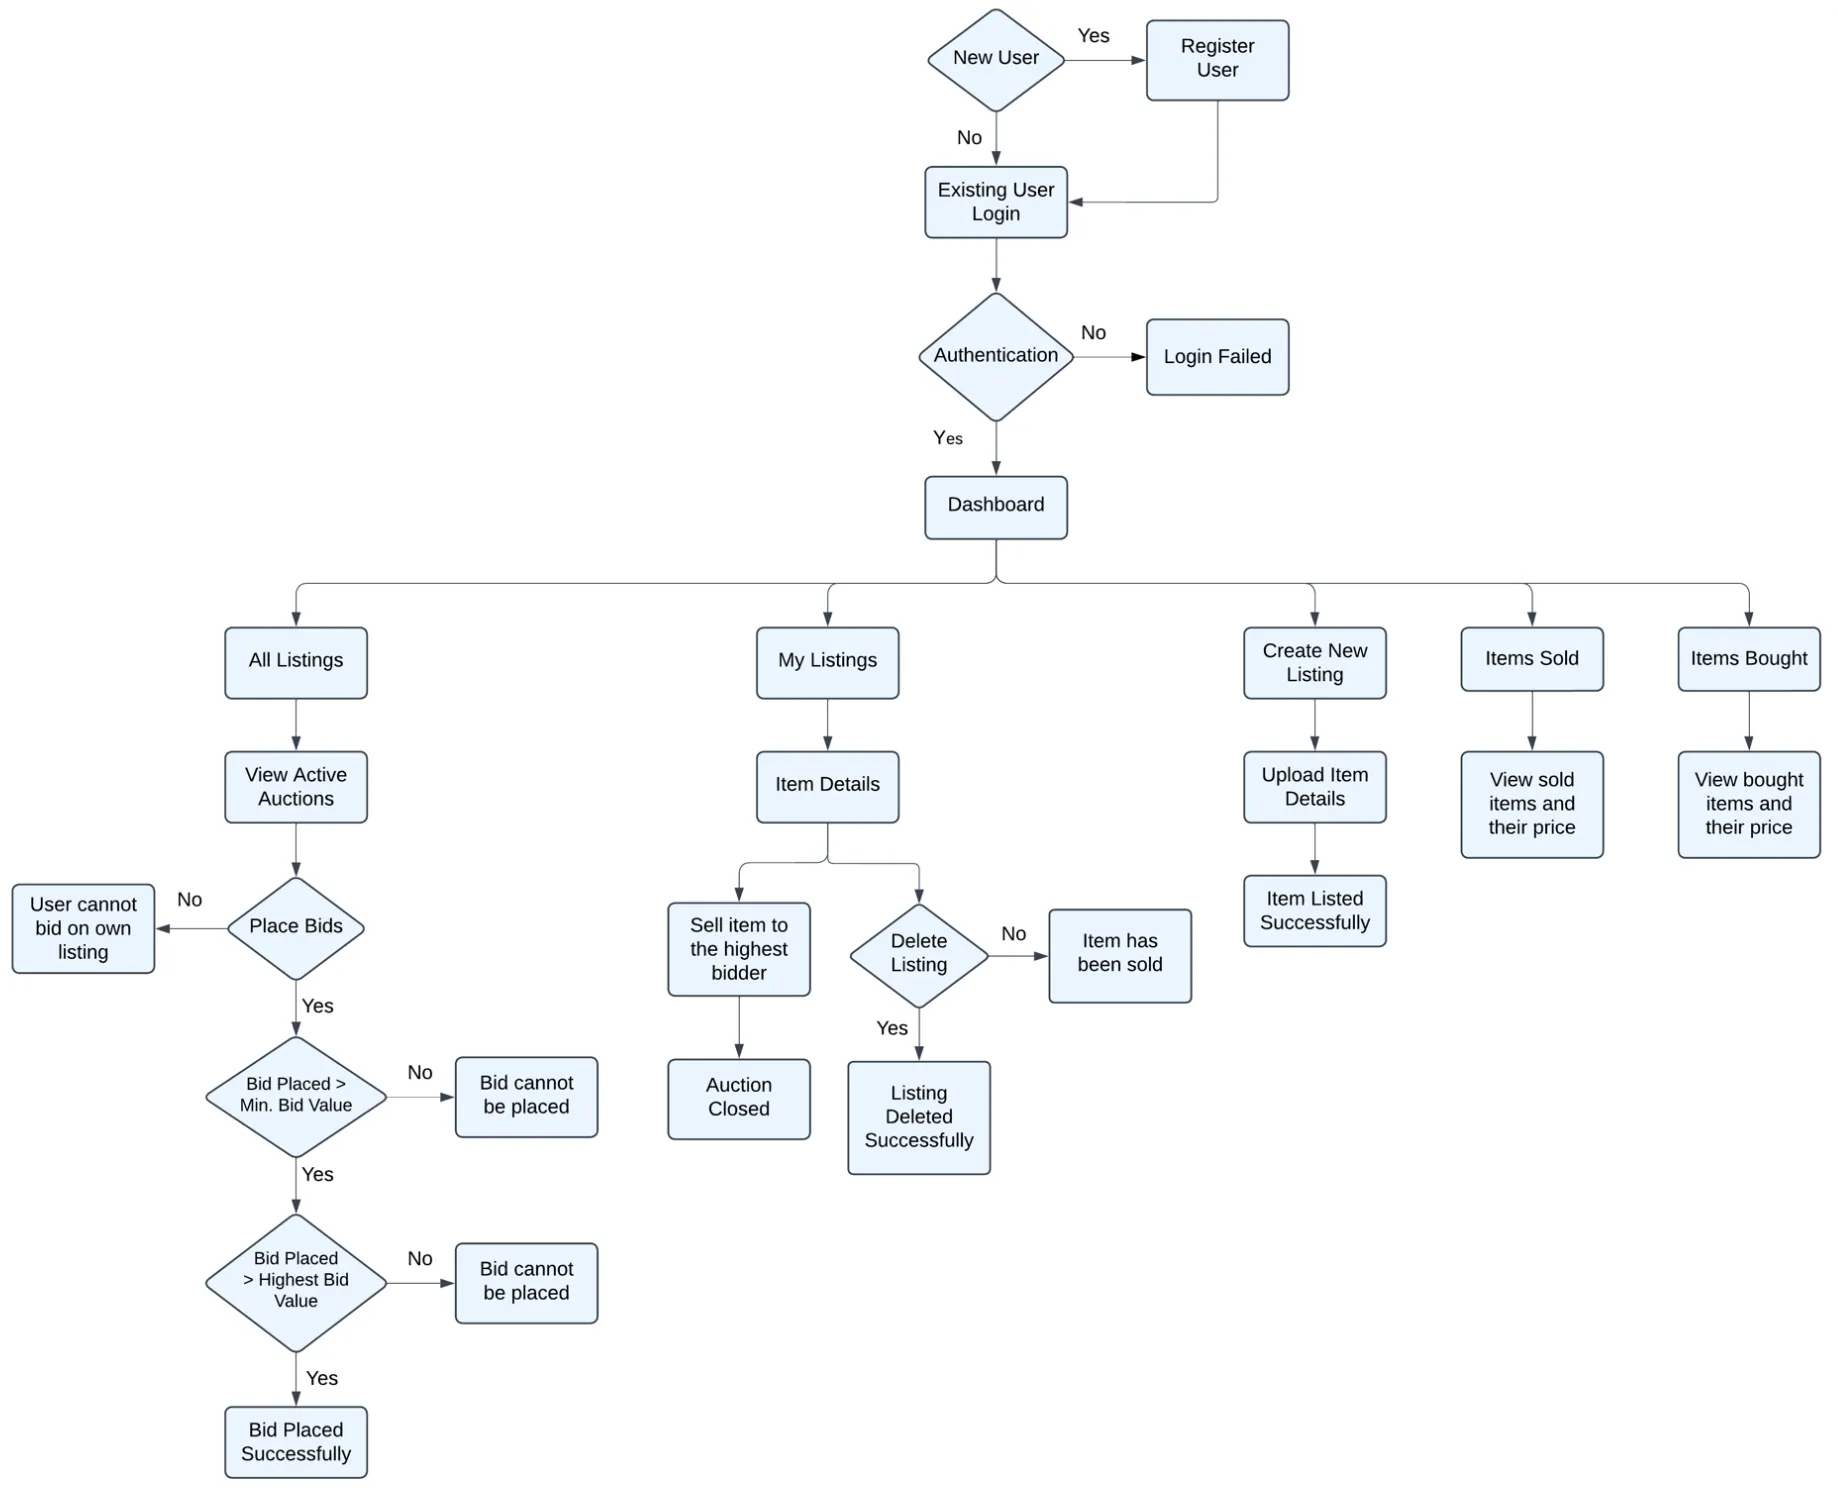 Yes
New User
Register
User
No
Existing User
Login
No
Authentication
Login Failed
Yes
Dashboard
All Listings
My Listings
Create New
Listing
Items Sold
Items Bought
View Active
Auctions
Item Details
Upload Item
Details
View sold
items and
their price
View bought
items and
their price
User cannot
bid on own
listing
No
Place Bids
Sell item to
the highest
bidder
Delete
Listing
No
Item has
been sold
Item Listed
Successfully
Yes
Yes
Bid Placed >
Min. Bid Value
No
Bid cannot
be placed
Auction
Closed
Listing
Deleted
Successfully
Yes
Bid Placed
> Highest Bid
Value
No
Bid cannot
be placed
Yes
Bid Placed
Successfully